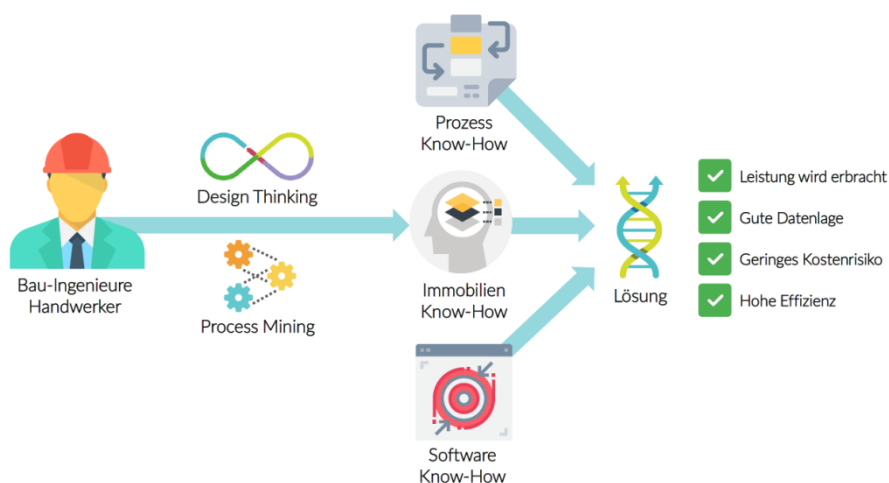 Bau-Ingenieure
Handwerker
Design Thinking
Process Mining
Prozess
Know-How
Immobilien
Know-How
Software
Know-How
Lösung
Leistung wird erbracht
Gute Datenlage
Geringes Kostenrisiko
Hohe Effizienz